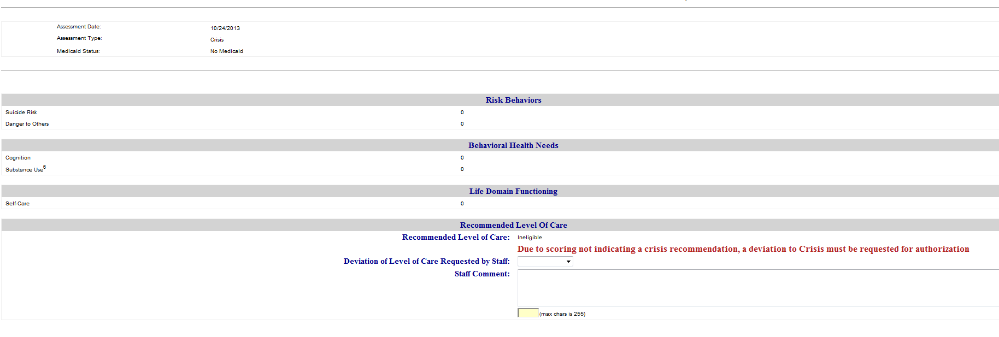 Assessment Date: 10/24/2013
Assessment Type: Crisis
Medicaid Status: No Medicaid
Risk Behaviors
Suicide Risk 0
Danger to Others 0
Behavioral Health Needs
Cognition 0
Substance Use6 0
Life Domain Functioning
Self-Care 0
Recommended Level Of Care
Recommended Level of Care: Ineligible
Due to scoring not indicating a crisis recommendation, a deviation to Crisis must be requested for authorization
Deviation of Level of Care Requested by Staff:
Staff Comment:
(max chars is 255)